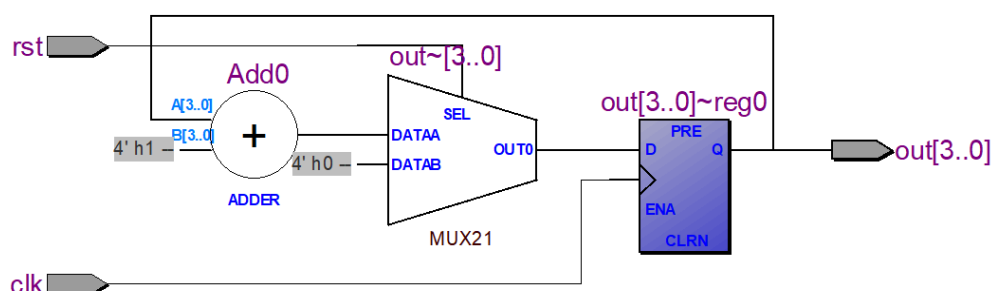 rst
out~[3..0]
Add0
SEL
out[3..0]~reg0
A[3..0]
B[3..0]
+
4' h1
DATAA
4' h0
DATAB
OUT0
ADDER
MUX21
PRE
D
Q
ENA
CLRN
out[3..0]
clk